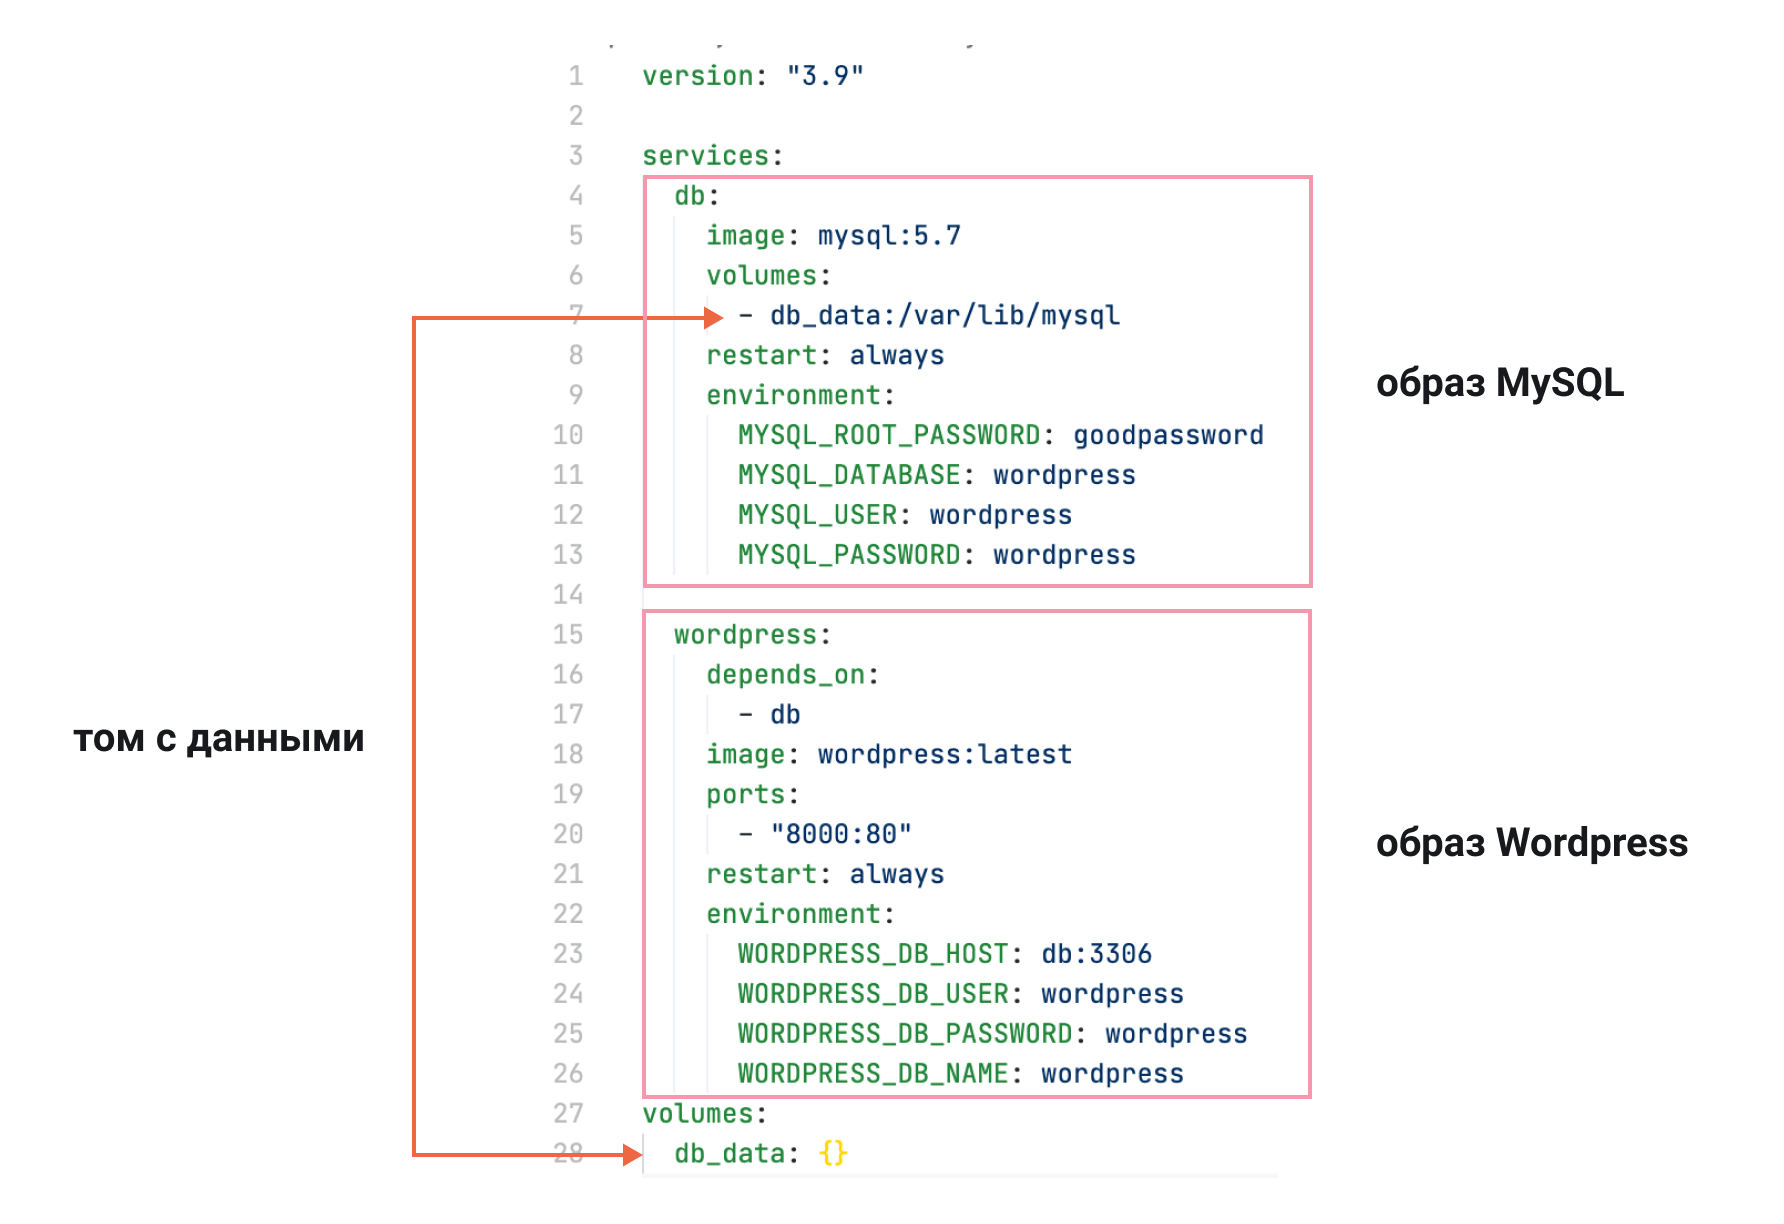 1 version: "3.9"
2
3 services:
4 db:
5 image: mysql:5.7
6 volumes:
7 - db_data:/var/lib/mysql
8 restart: always
9 environment:
10 MYSQL_ROOT_PASSWORD: goodpassword
11 MYSQL_DATABASE: wordpress
12 MYSQL_USER: wordpress
13 MYSQL_PASSWORD: wordpress
14
15 wordpress:
16 depends_on:
17 - db
18 image: wordpress:latest
19 ports:
20 - "8000:80"
21 restart: always
22 environment:
23 WORDPRESS_DB_HOST: db:3306
24 WORDPRESS_DB_USER: wordpress
25 WORDPRESS_DB_PASSWORD: wordpress
26 WORDPRESS_DB_NAME: wordpress
27 volumes:
28 db_data: {}
том с данными
образ MySQL
образ Wordpress